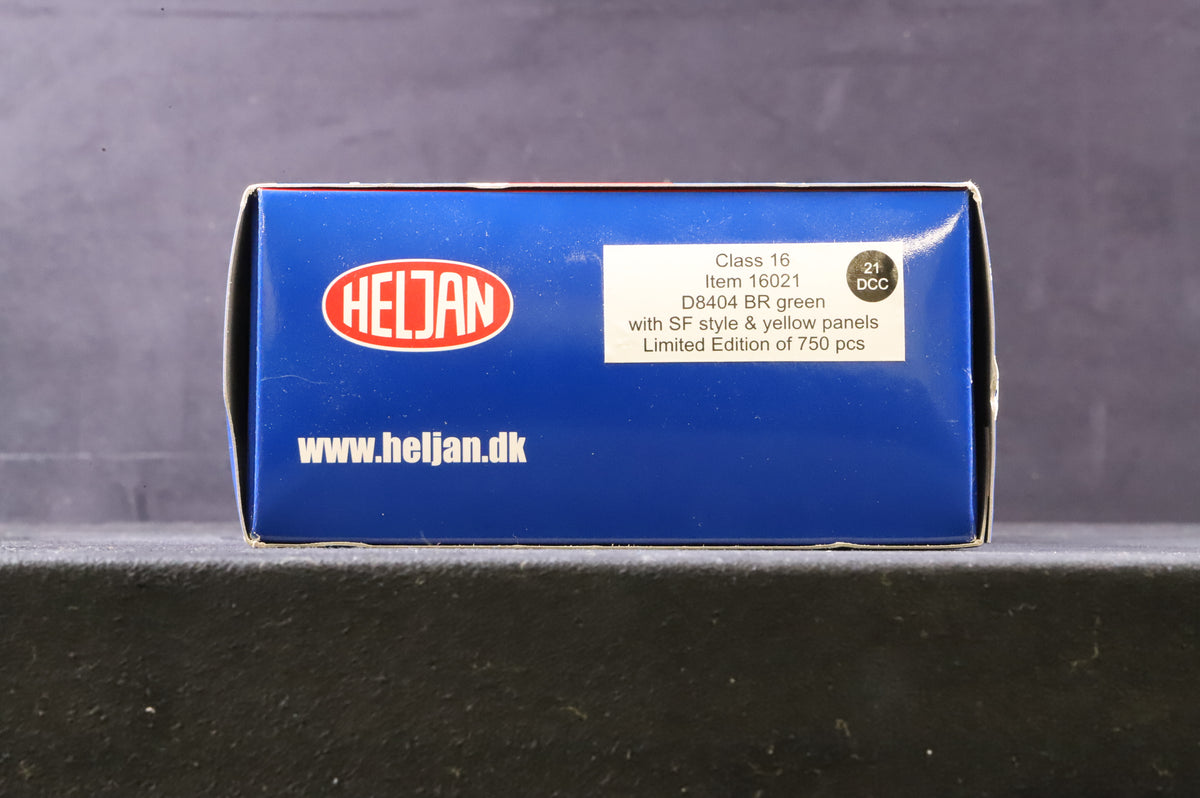 HELJAN
www.heljan.dk
Class 16
Item 16021
D8404 BR green
with SF style & yellow panels
Limited Edition of 750 pcs
21
DCC